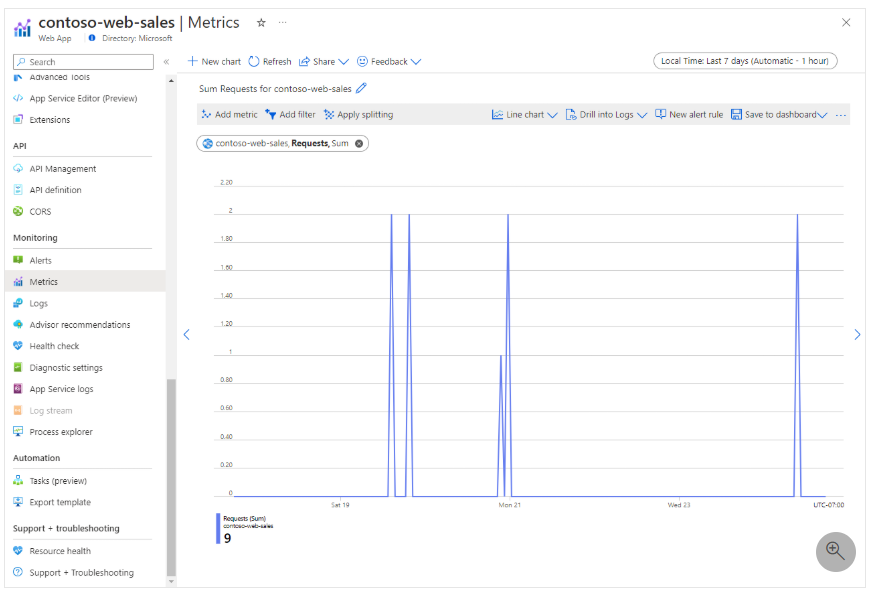 contoso-web-sales | Metrics ☆ ...
Web App Directory: Microsoft
Search
«
Advanced Tools
App Service Editor (Preview)
Extensions
API
API Management
API definition
CORS
Monitoring
Alerts
Metrics
Logs
Advisor recommendations
Health check
Diagnostic settings
App Service logs
Log stream
Process explorer
Automation
Tasks (preview)
Export template
Support + troubleshooting
Resource health
Support + Troubleshooting
New chart Refresh Share Feedback
Local Time: Last 7 days (Automatic - 1 hour)
Sum Requests for contoso-web-sales
Add metric Add filter Apply splitting Line chart Drill into Logs New alert rule Save to dashboard ...
contoso-web-sales, Requests, Sum
2.20
2
1.80
1.60
1.40
1.20
1
0.80
0.60
0.40
0.20
0
Sat 19 Mon 21 Wed 23 UTC-07:00
Requests (Sum)
contoso-web-sales
9